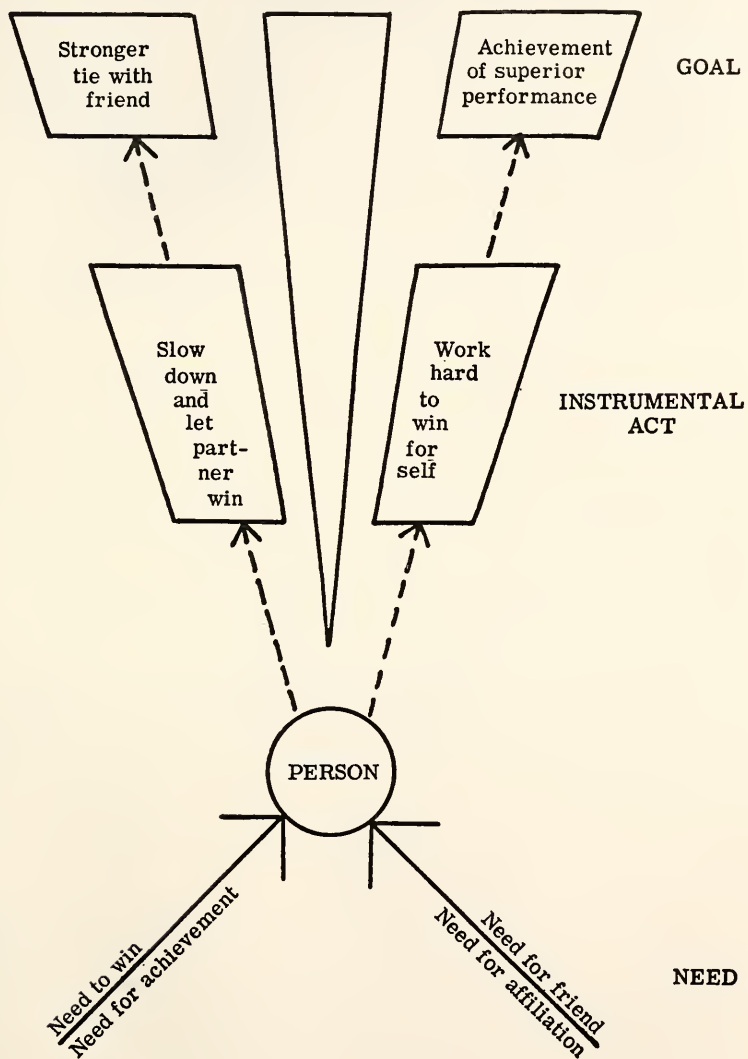 Stronger
tie with
friend
Achievement
of superior
performance
GOAL
Slow
down
and
let
part-
ner
win
Work
hard
to
win
for
self
INSTRUMENTAL
ACT
PERSON
Need to win
Need for achievement
Need for friend
Need for affiliation
NEED